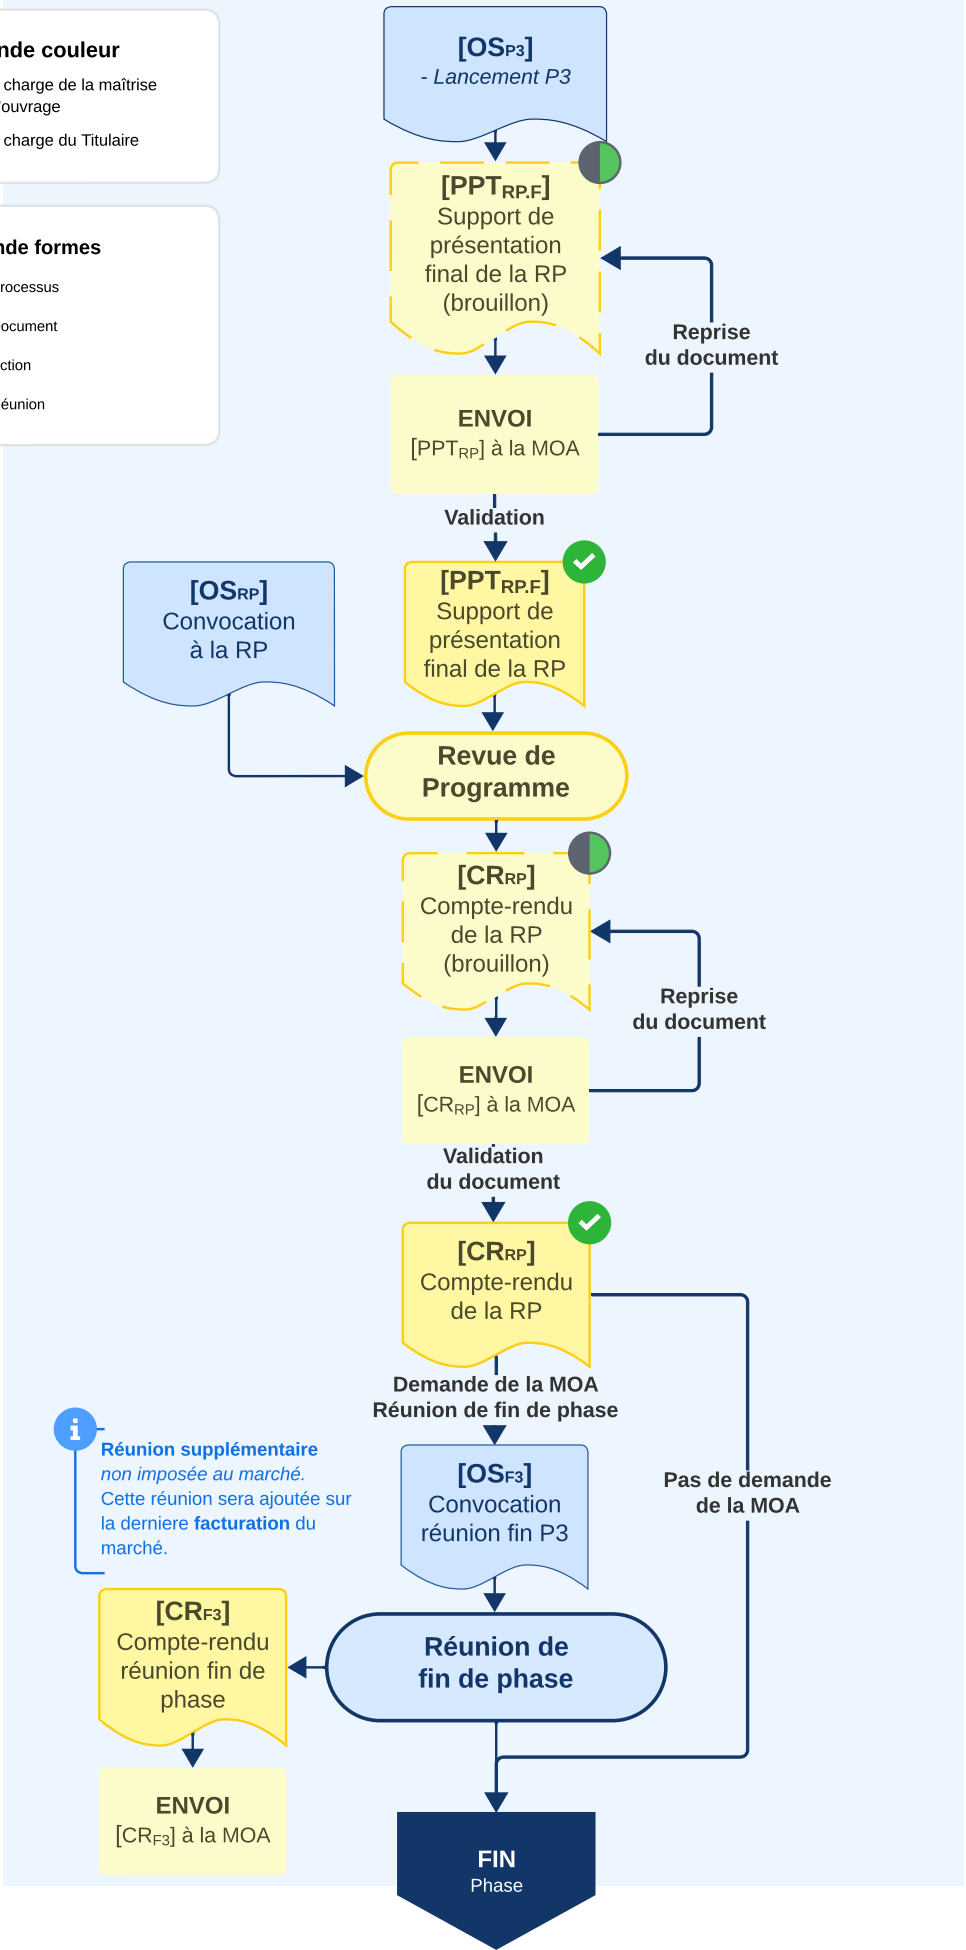 nde couleur
charge de la maîtrise
'ouvrage
charge du Titulaire
nde formes
rocessus
ocument
ction
éunion
[OSP3]
- Lancement P3
[PPTRP.F]
Support de
présentation
final de la RP
(brouillon)
Reprise
du document
ENVOI
[PPTRP] à la MOA
Validation
[OSRP]
Convocation
à la RP
[PPTRP.F]
Support de
présentation
final de la RP
Revue de
Programme
[CRRP]
Compte-rendu
de la RP
(brouillon)
Reprise
du document
ENVOI
[CRRP] à la MOA
Validation
du document
[CRRP]
Compte-rendu
de la RP
Demande de la MOA
Réunion de fin de phase
Réunion supplémentaire
non imposée au marché.
Cette réunion sera ajoutée sur
la derniere facturation du
marché.
[OSF3]
Convocation
réunion fin P3
Pas de demande
de la MOA
[CRF3]
Compte-rendu
réunion fin de
phase
Réunion de
fin de phase
ENVOI
[CRF3] à la MOA
FIN
Phase